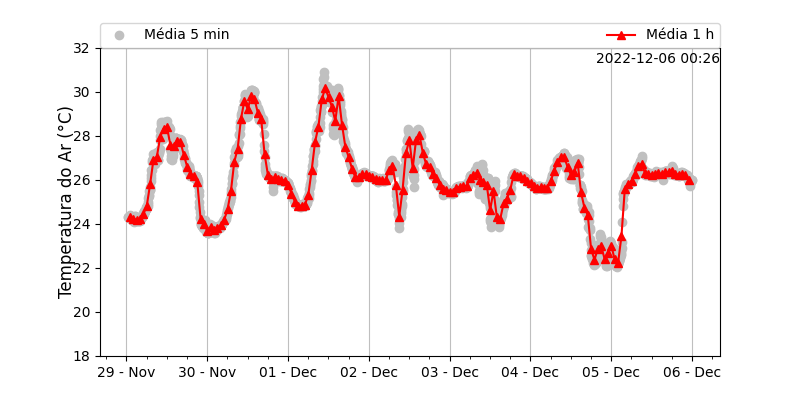 Média 5 min
Média 1 h
2022-12-06 00:26
Temperatura do Ar (°C)
32
30
28
26
24
22
20
18
29 - Nov
30 - Nov
01 - Dec
02 - Dec
03 - Dec
04 - Dec
05 - Dec
06 - Dec